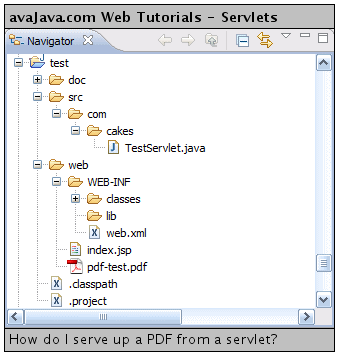 avaJava.com Web Tutorials - Servlets
Navigator
test
doc
src
com
cakes
TestServlet.java
web
WEB-INF
classes
lib
web.xml
index.jsp
pdf-test.pdf
.classpath
.project
How do I serve up a PDF from a servlet?